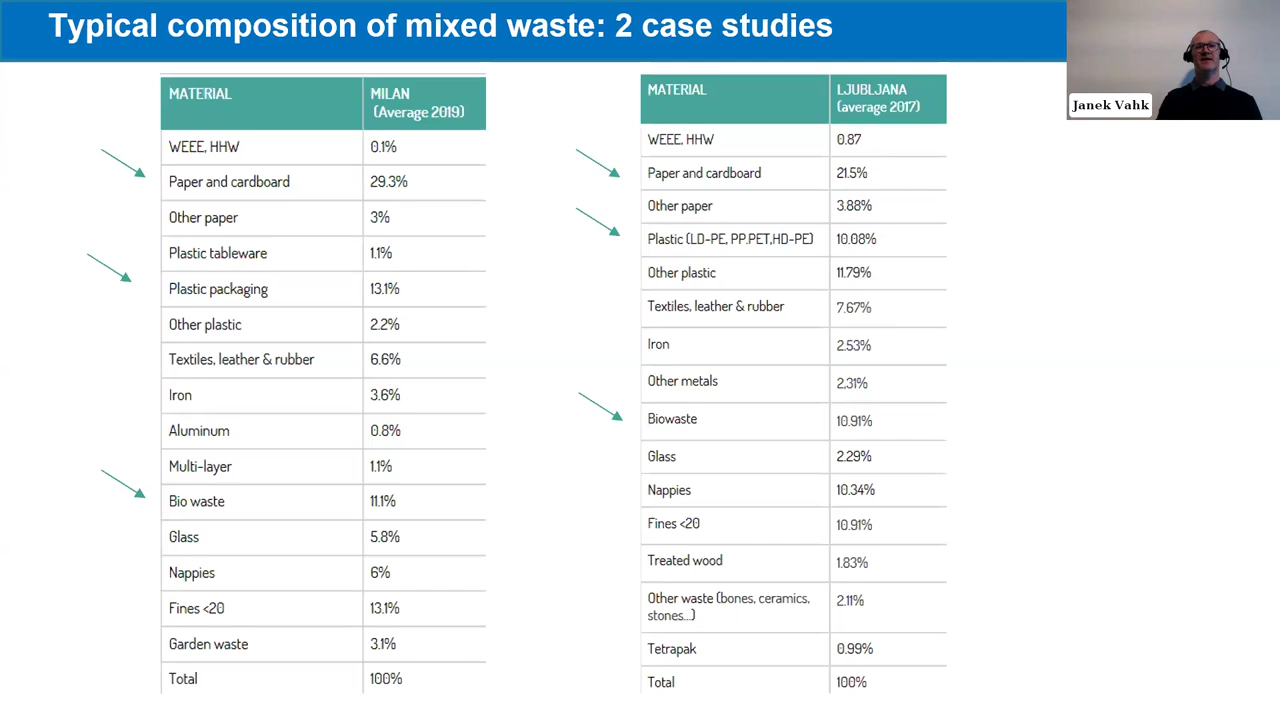 Typical composition of mixed waste: 2 case studies
Janek Vahk
MATERIAL MILAN
(Average 2019)
WEEE, HHW 0.1%
Paper and cardboard 29.3%
Other paper 3%
Plastic tableware 1.1%
Plastic packaging 13.1%
Other plastic 2.2%
Textiles, leather & rubber 6.6%
Iron 3.6%
Aluminum 0.8%
Multi-layer 1.1%
Bio waste 11.1%
Glass 5.8%
Nappies 6%
Fines <20 13.1%
Garden waste 3.1%
Total 100%
MATERIAL LJUBLJANA
(average 2017)
WEEE, HHW 0.87
Paper and cardboard 21.5%
Other paper 3.88%
Plastic (LD-PE, PP.PET,HD-PE) 10.08%
Other plastic 11.79%
Textiles, leather & rubber 7.67%
Iron 2.53%
Other metals 2,31%
Biowaste 10.91%
Glass 2.29%
Nappies 10.34%
Fines <20 10.91%
Treated wood 1.83%
Other waste (bones, ceramics, 2.11%
stones...)
Tetrapak 0.99%
Total 100%